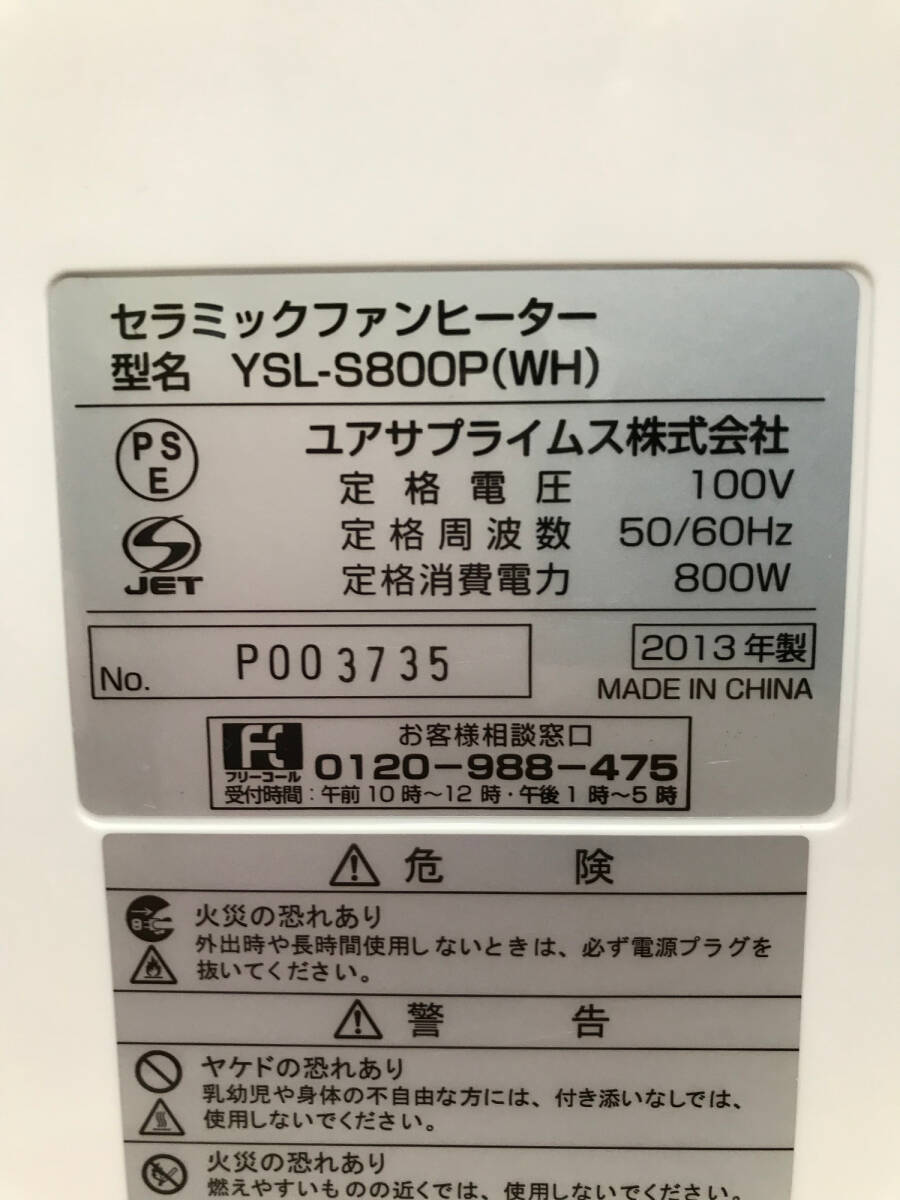 セラミックファンヒーター
型名 YSL-S800P(WH)
PS
E
ユアサプライムス株式会社
定格電圧 100V
定格周波数 50/60Hz
JET
定格消費電力 800W
No. P003735
2013年製
MADE IN CHINA
フリーコール
お客様相談窓口
0120-988-475
受付時間:午前10時～12時・午後1時～5時
危 険
火災の恐れあり
外出時や長時間使用しないときは、必ず電源プラグを
抜いてください。
警 告
ヤケドの恐れあり
乳幼児や身体の不自由な方には、付き添いなしでは、
使用しないでください。
火災の恐れあり
燃えやすいものの近くでは、使用しないでください。